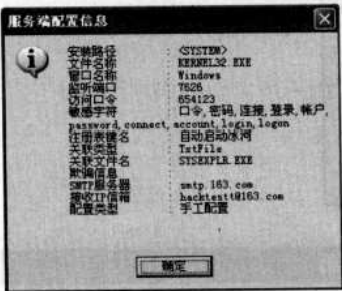 服务端配置信息
安装路径 : <SYSTEM>
文件名称 : KERNEL32.EXE
窗口名称 : Windows
监听端口 : 7626
访问口令 : 654123
敏感字符 : 口令,密码,连接,登录,帐户,
password,connect,account,login,logon
注册表键名 : 自动启动冰河
关联类型 : TxtFile
关联文件名 : SYSEXPLR.EXE
欺骗信息 :
SMTP服务器 : smtp.163.com
接收IP信箱 : hacktestt@163.com
配置类型 : 手工配置
确定